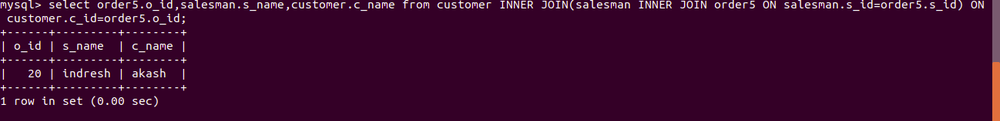 mysql> select order5.o_id,salesman.s_name,customer.c_name from customer INNER JOIN(salesman INNER JOIN order5 ON salesman.s_id=order5.s_id) ON
 customer.c_id=order5.o_id;
+------+---------+--------+
| o_id | s_name  | c_name |
+------+---------+--------+
|   20 | indresh | akash  |
+------+---------+--------+
1 row in set (0.00 sec)